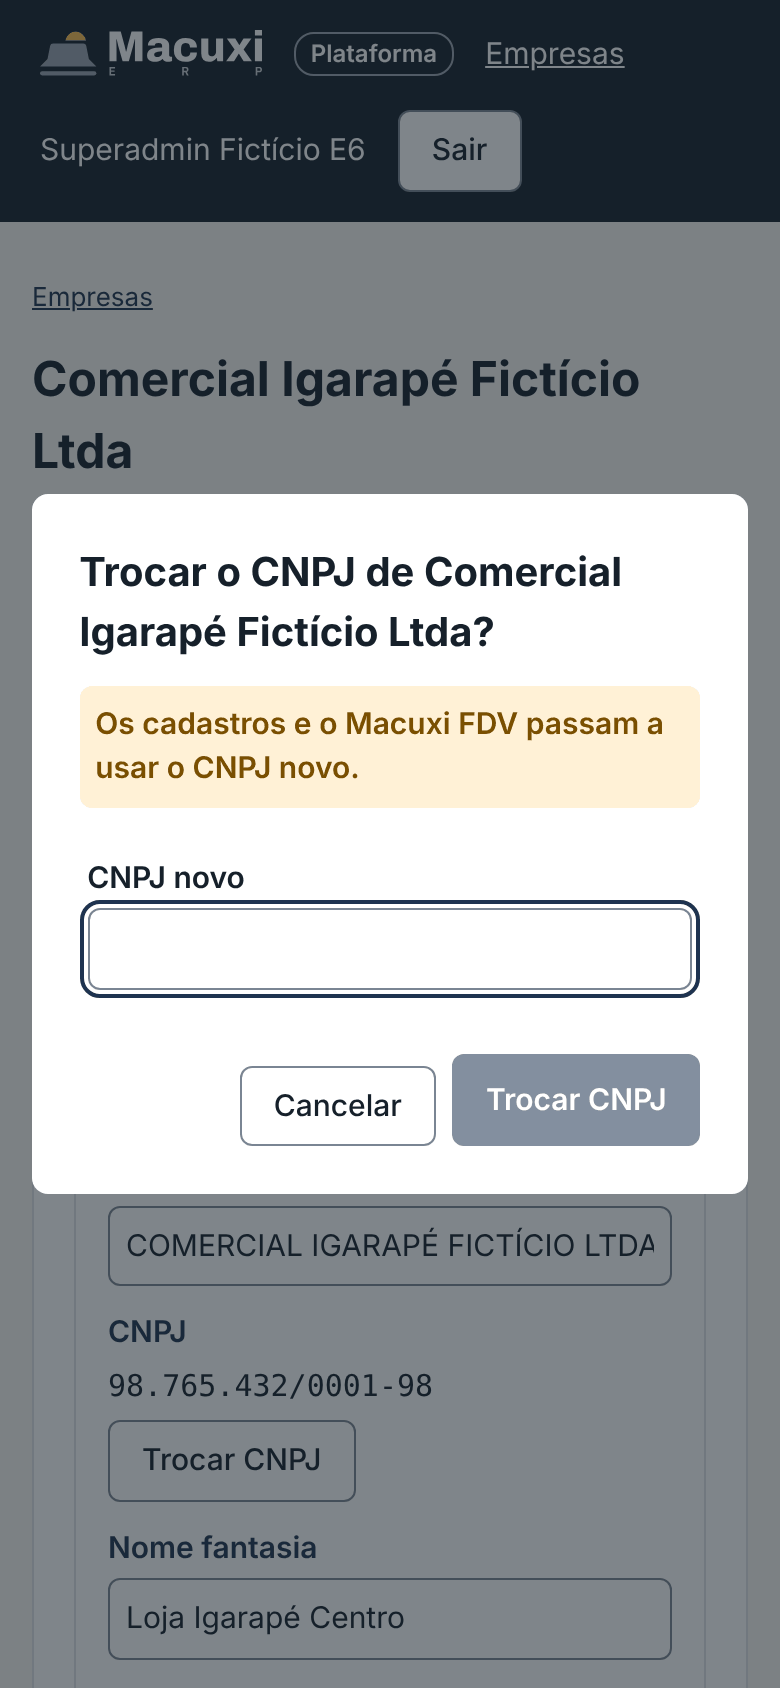 Macuxi
E R P
Plataforma
Empresas
Superadmin Fictício E6
Sair
Empresas
Comercial Igarapé Fictício
Ltda
Trocar o CNPJ de Comercial
Igarapé Fictício Ltda?
Os cadastros e o Macuxi FDV passam a
usar o CNPJ novo.
CNPJ novo
Cancelar
Trocar CNPJ
COMERCIAL IGARAPÉ FICTÍCIO LTDA
CNPJ
98.765.432/0001-98
Trocar CNPJ
Nome fantasia
Loja Igarapé Centro